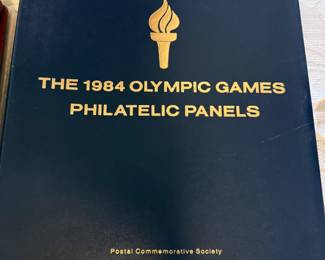 THE 1984 OLYMPIC GAMES
PHILATELIC PANELS
Postal Commemorative Society